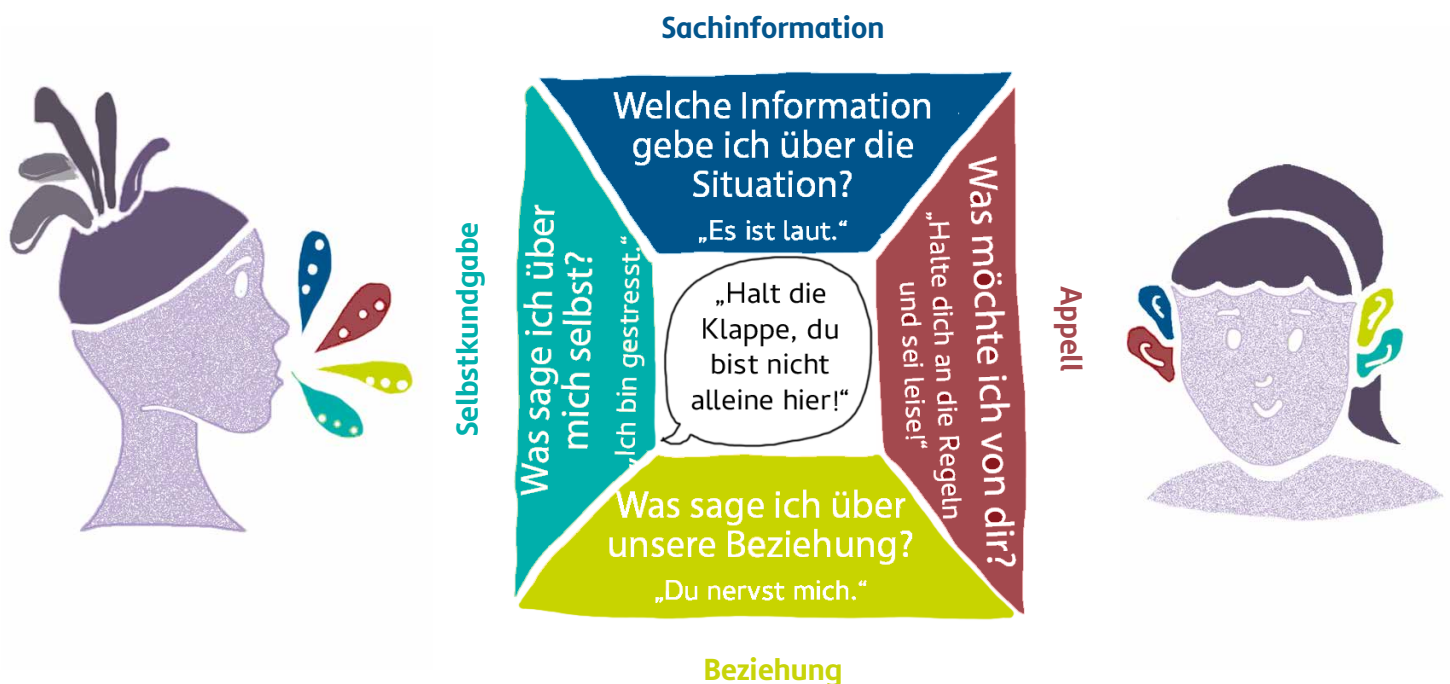 Sachinformation
Welche Information
gebe ich über die
Situation?
„Es ist laut.“
Selbstkundgabe
Was sage ich über
mich selbst?
„Ich bin gestresst.“
„Halt die
Klappe, du
bist nicht
alleine hier!“
Was möchte ich von dir?
„Halte dich an die Regeln
und sei leise!“
Appell
Was sage ich über
unsere Beziehung?
„Du nervst mich.“
Beziehung